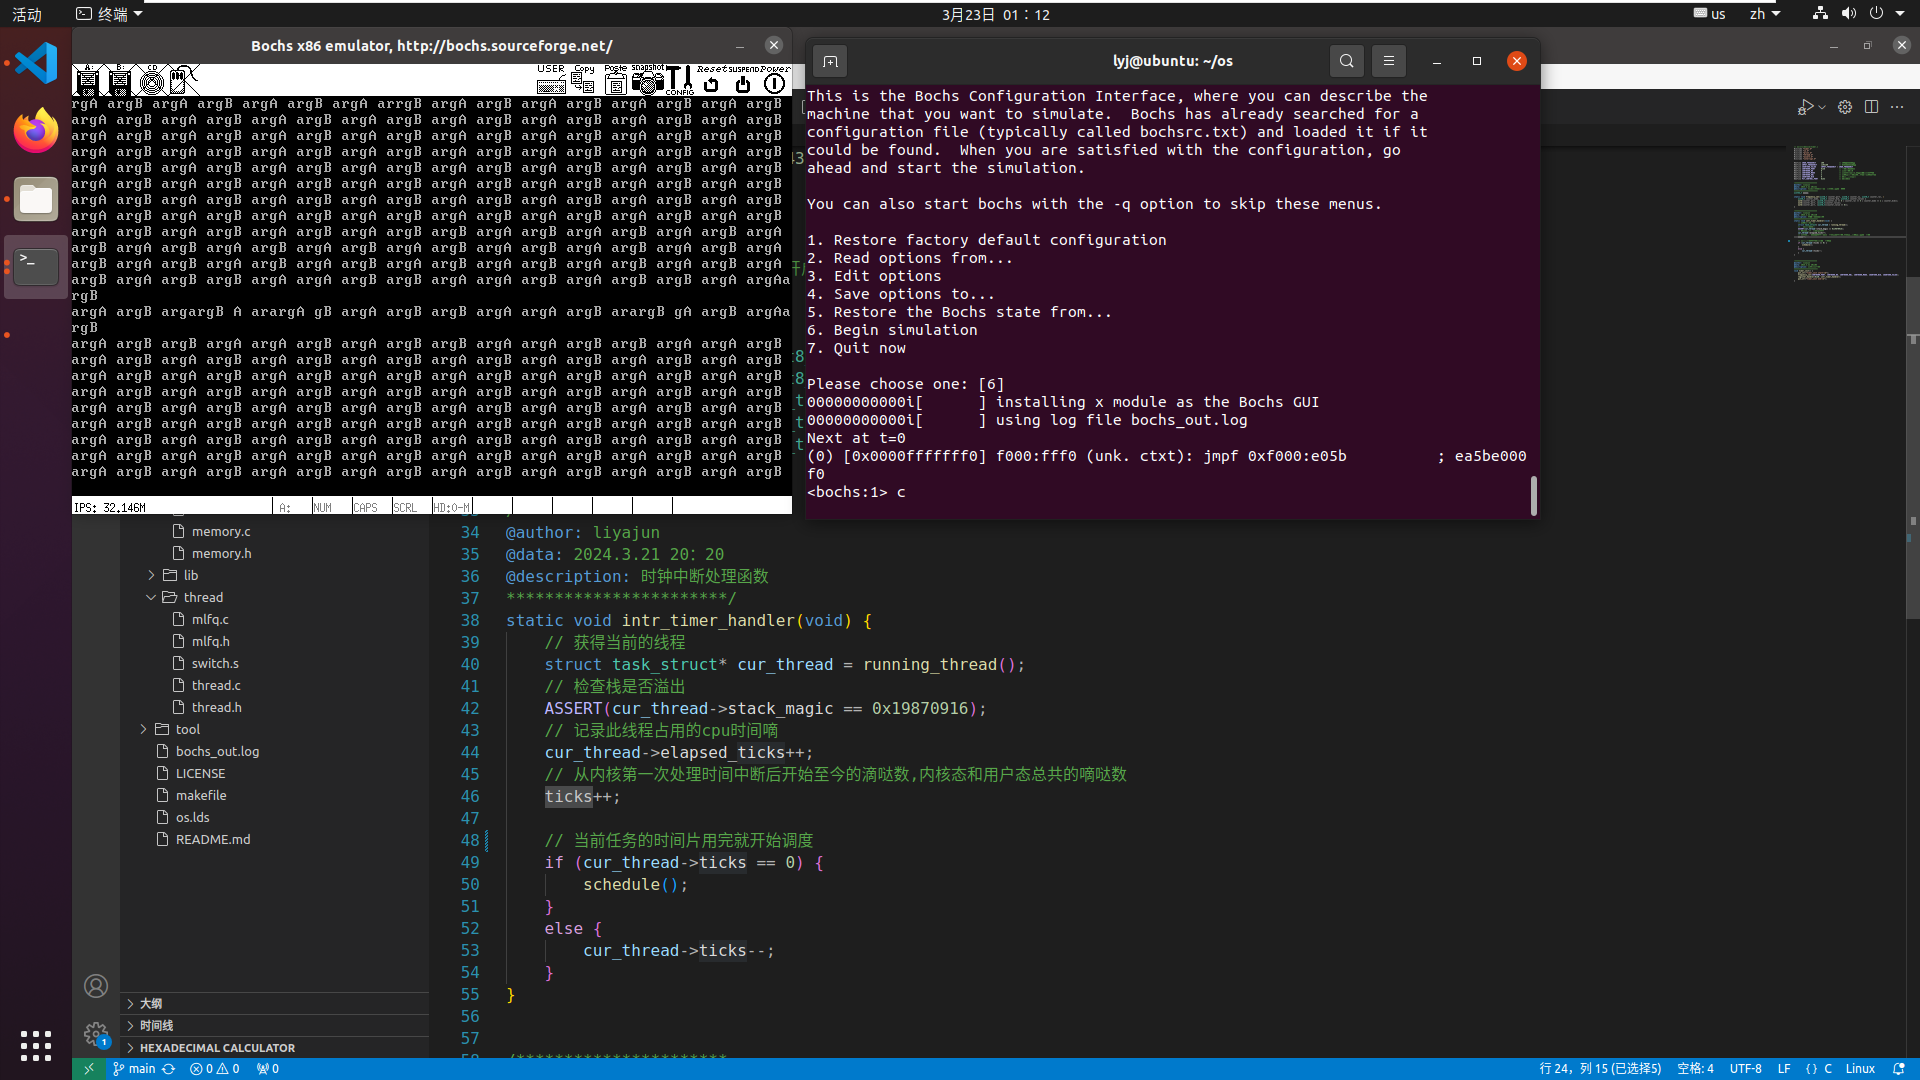 活动
终端
3月23日 01：12
us
zh
Bochs x86 emulator, http://bochs.sourceforge.net/
A:
B:
CD
USER
Copy
Paste
snapshot
CONFIG
Reset
SUSPEND
Power
argA argB argA argB argA argB argA arrgB argA argB argA argB argA argB argA argB
argA argB argA argB argA argB argA argB argA argB argA argB argA argB argA argB
argA argB argA argB argA argB argA argB argA argB argA argB argA argB argA argB
argA argB argA argB argA argB argA argB argA argB argA argB argA argB argA argB
argA argB argA argB argA argB argA argB argA argB argA argB argA argB argA argB
argA argB argA argB argA argB argA argB argA argB argA argB argA argB argA argB
argA argB argA argB argA argB argA argB argA argB argA argB argA argB argA argB
argA argB argA argB argA argB argA argB argA argB argA argB argA argB argA argB
argA argB argA argB argA argB argA argB argA argB argA argB argA argB argA argB
argA argB argA argB argA argB argA argB argA argB argA argB argA argB argA argB
argA argB argA argB argA argB argA argB argA argB argA argB argA argB argA argB
argA argB argA argB argA argB argA argB argA argB argA argB argA argB argAa
rgB
argA argB argargB A arargA gB argA argB argA argB arargB gA argB argA argB argAa
rgB
argA argB argA argB argA argB argA argB argA argB argA argB argA argB argA argB
argA argB argA argB argA argB argA argB argA argB argA argB argA argB argA argB
argA argB argA argB argA argB argA argB argA argB argA argB argA argB argA argB
argA argB argA argB argA argB argA argB argA argB argA argB argA argB argA argB
argA argB argA argB argA argB argA argB argA argB argA argB argA argB argA argB
argA argB argA argB argA argB argA argB argA argB argA argB argA argB argA argB
argA argB argA argB argA argB argA argB argA argB argA argB argA argB argA argB
argA argB argA argB argA argB argA argB argA argB argA argB argA argB argA argB
argA argB argA argB argA argB argA argB argA argB argA argB argA argB argA argB
IPS: 32.146M
A:
NUM
CAPS
SCRL
HD:0-M
lyj@ubuntu: ~/os
This is the Bochs Configuration Interface, where you can describe the
machine that you want to simulate.  Bochs has already searched for a
configuration file (typically called bochsrc.txt) and loaded it if it
could be found.  When you are satisfied with the configuration, go
ahead and start the simulation.
You can also start bochs with the -q option to skip these menus.
1. Restore factory default configuration
2. Read options from...
3. Edit options
4. Save options to...
5. Restore the Bochs state from...
6. Begin simulation
7. Quit now
Please choose one: [6]
00000000000i[      ] installing x module as the Bochs GUI
00000000000i[      ] using log file bochs_out.log
Next at t=0
(0) [0x0000fffffff0] f000:fff0 (unk. ctxt): jmpf 0xf000:e05b          ; ea5be000
f0
<bochs:1> c
memory.c
memory.h
lib
thread
mlfq.c
mlfq.h
switch.s
thread.c
thread.h
tool
bochs_out.log
LICENSE
makefile
os.lds
README.md
大纲
时间线
HEXADECIMAL CALCULATOR
34 @author: liyajun
35 @data: 2024.3.21 20：20
36 @description: 时钟中断处理函数
37 ***********************/
38 static void intr_timer_handler(void) {
39     // 获得当前的线程
40     struct task_struct* cur_thread = running_thread();
41     // 检查栈是否溢出
42     ASSERT(cur_thread->stack_magic == 0x19870916);
43     // 记录此线程占用的cpu时间嘀
44     cur_thread->elapsed_ticks++;
45     // 从内核第一次处理时间中断后开始至今的滴哒数,内核态和用户态总共的嘀哒数
46     ticks++;
47
48     // 当前任务的时间片用完就开始调度
49     if (cur_thread->ticks == 0) {
50         schedule();
51     }
52     else {
53         cur_thread->ticks--;
54     }
55 }
56
57
main
0
0
0
行 24，列 15 (已选择5)
空格: 4
UTF-8
LF
{ } C
Linux
1